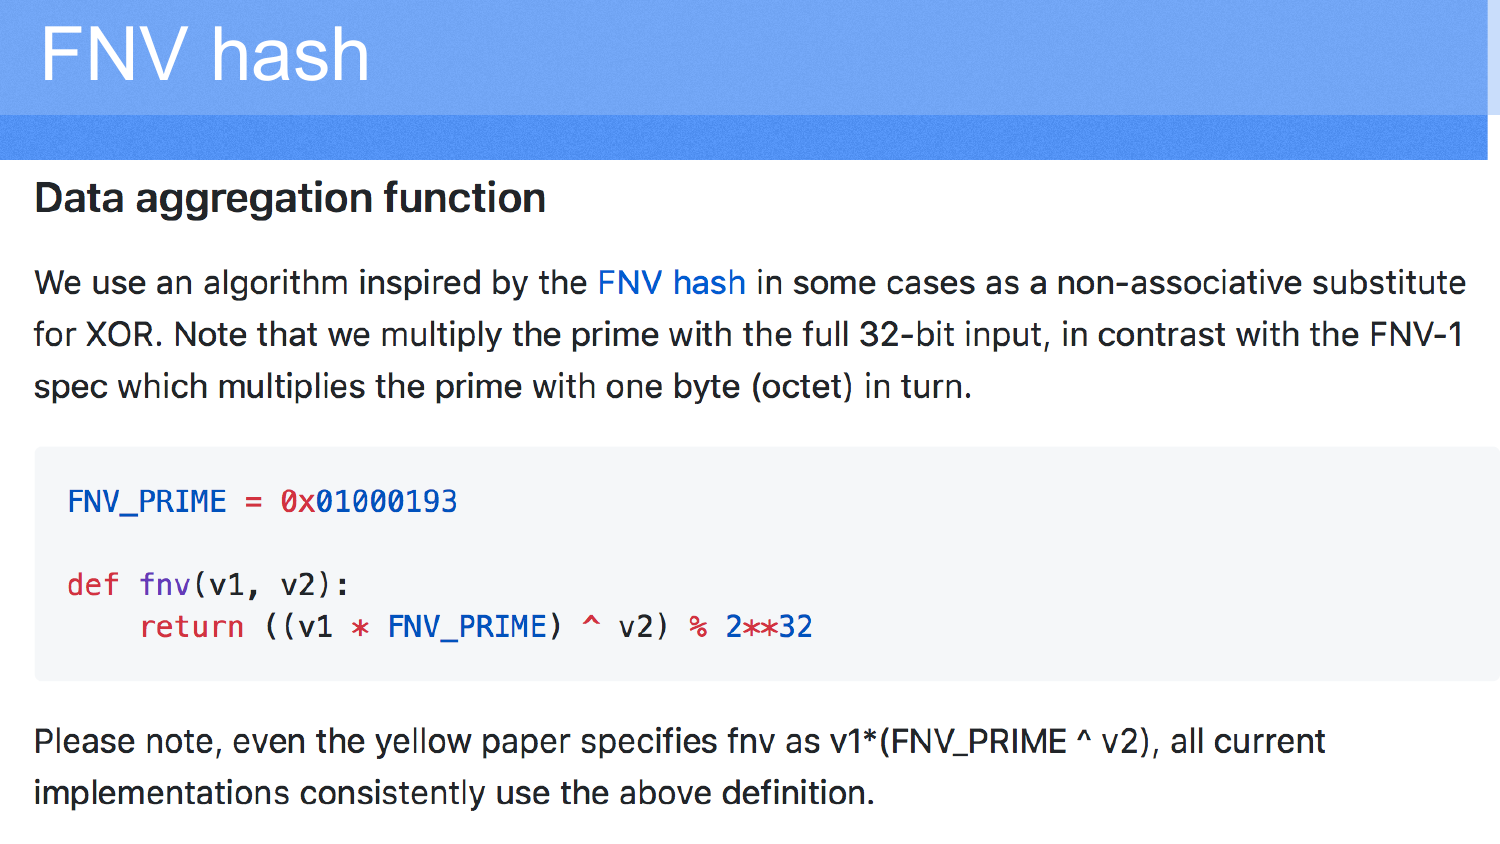 FNV hash
Data aggregation function
We use an algorithm inspired by the FNV hash in some cases as a non-associative substitute
for XOR. Note that we multiply the prime with the full 32-bit input, in contrast with the FNV-1
spec which multiplies the prime with one byte (octet) in turn.
FNV_PRIME = 0x01000193
def fnv(v1, v2):
    return ((v1 * FNV_PRIME) ^ v2) % 2**32
Please note, even the yellow paper specifies fnv as v1*(FNV_PRIME ^ v2), all current
implementations consistently use the above definition.